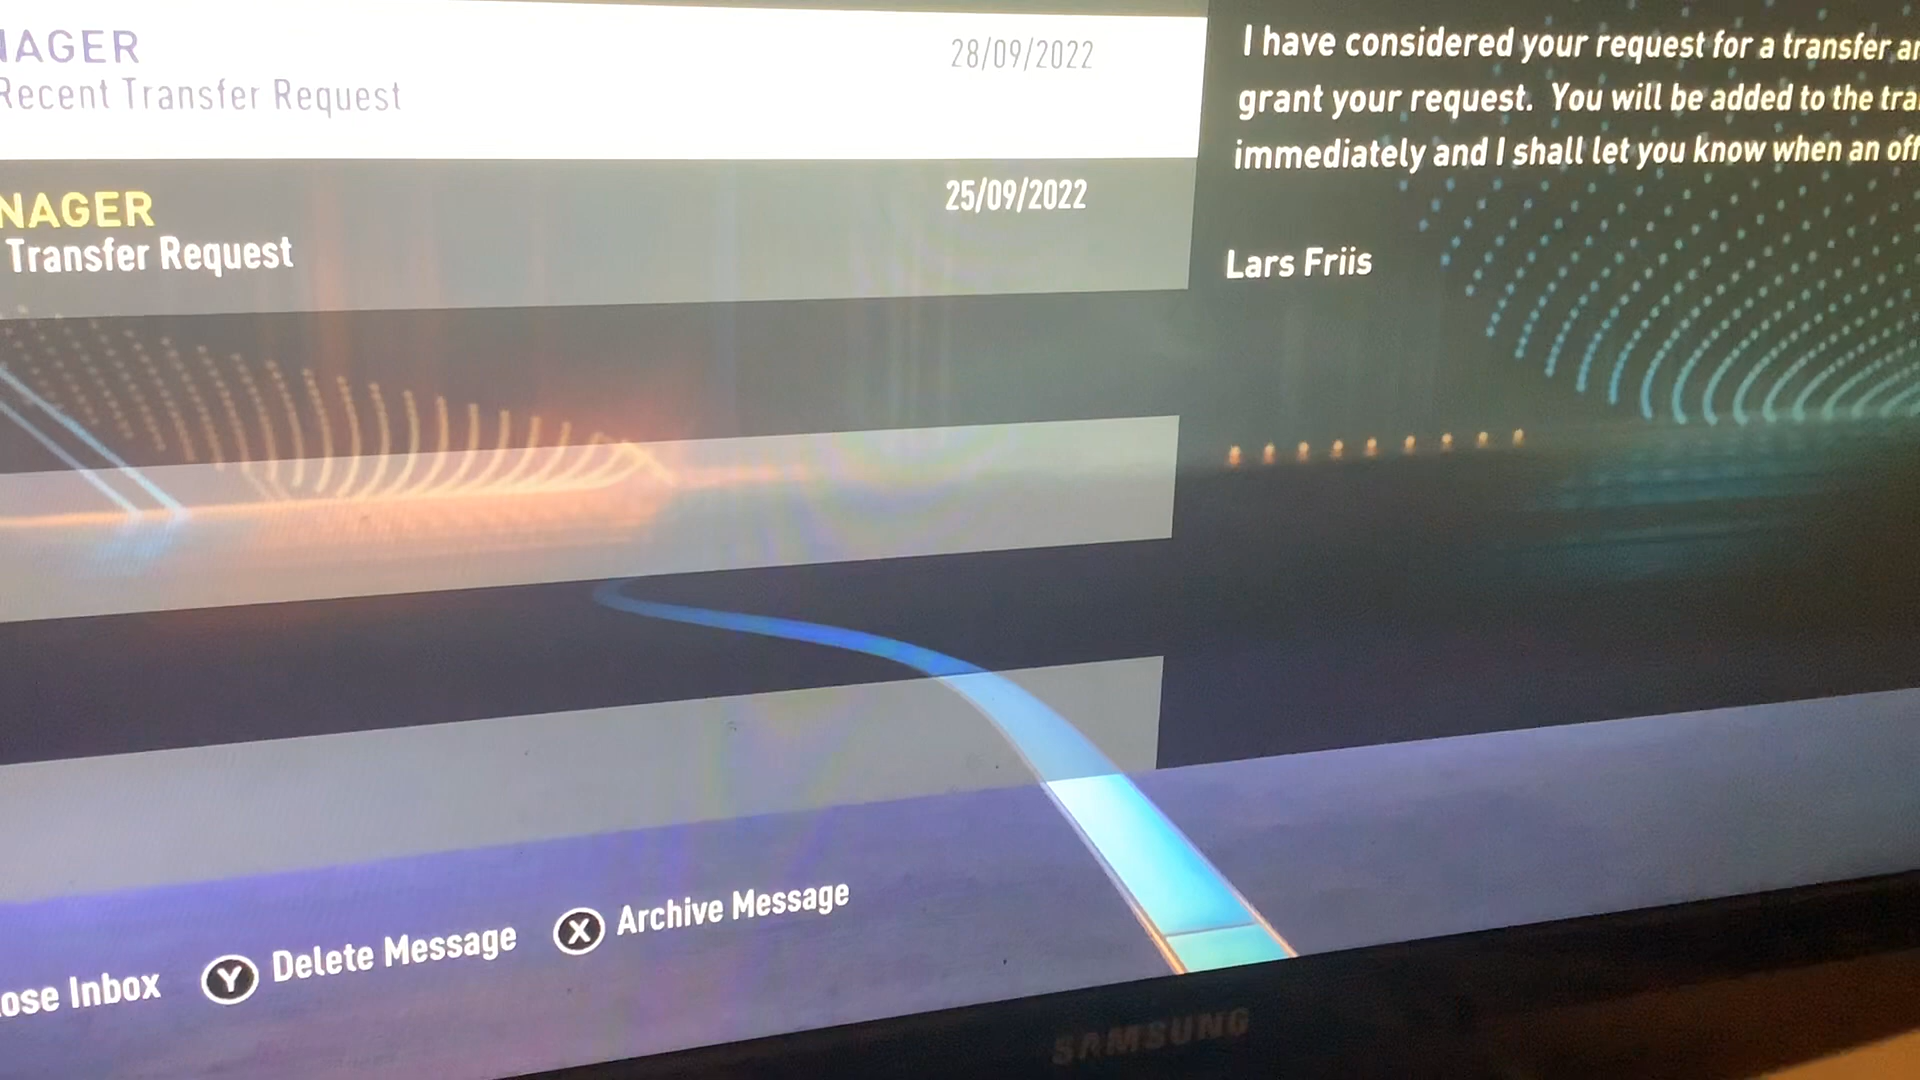 NAGER
28/09/2022
Recent Transfer Request
NAGER
25/09/2022
Transfer Request
I have considered your request for a transfer
grant your request. You will be added to the
immediately and I shall let you know when an
Lars Friis
Inbox
Y Delete Message
X Archive Message
SAMSUNG